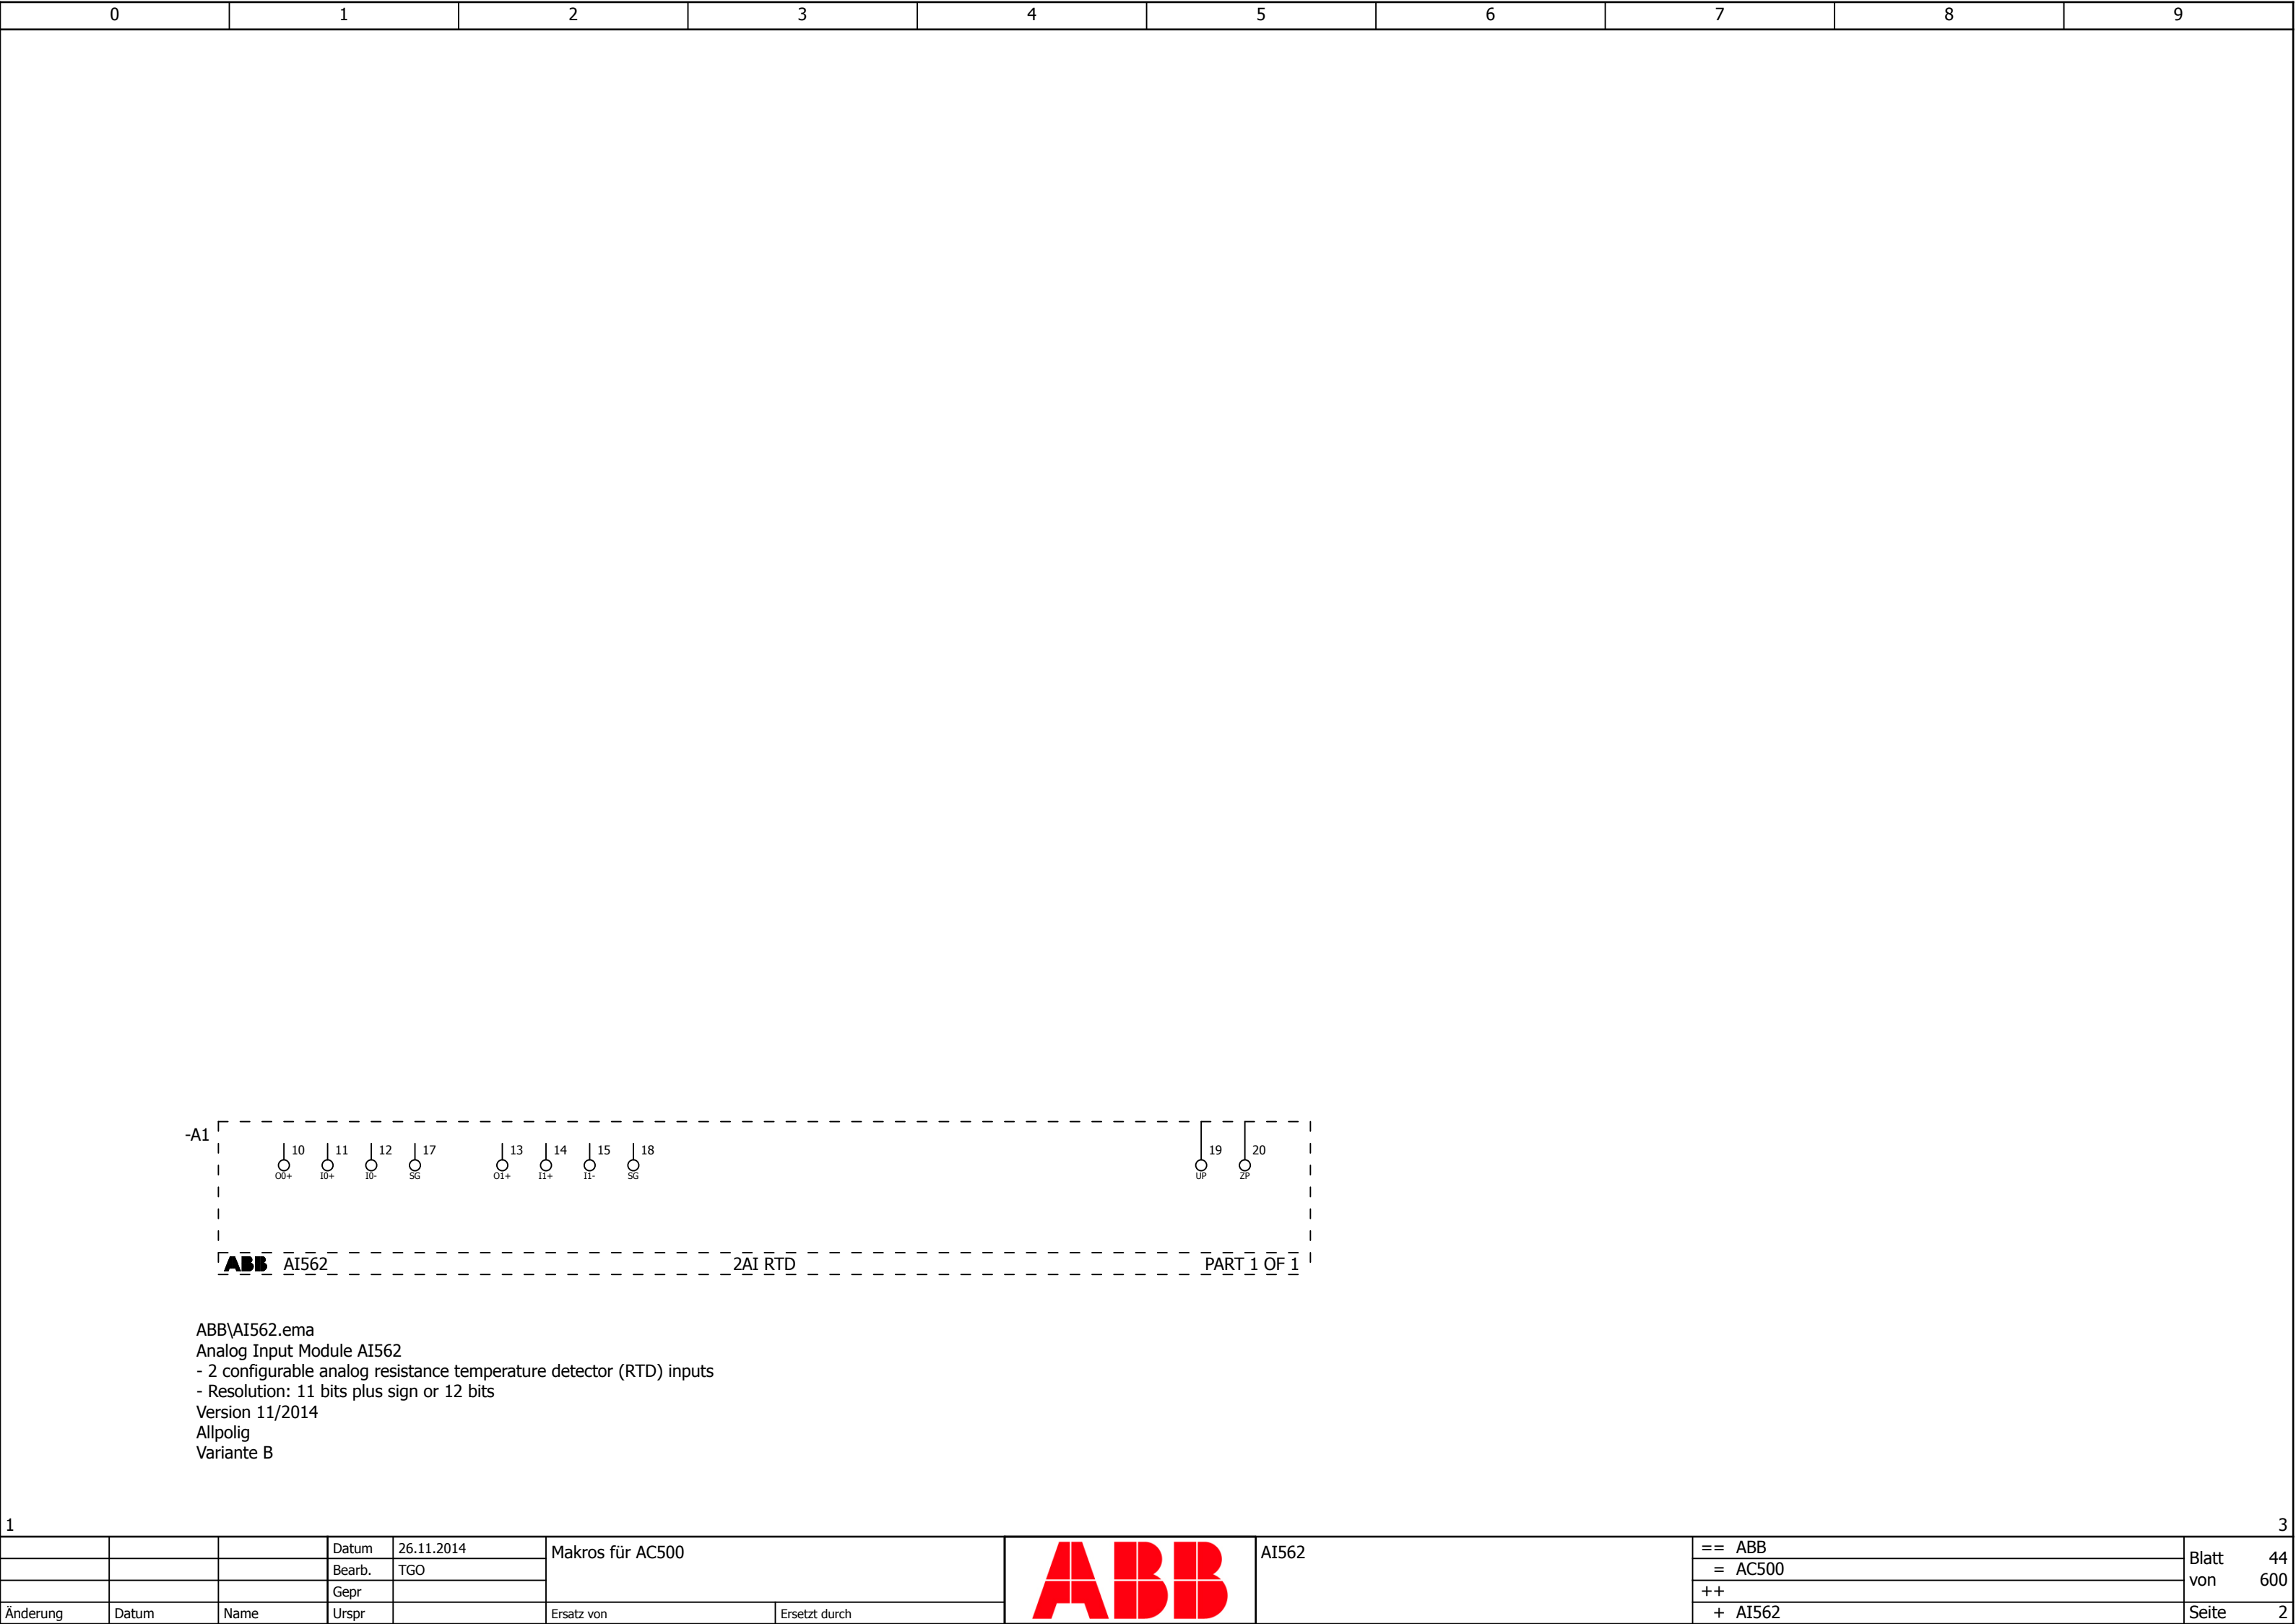 0 1 2 3 4 5 6 7 8 9
-A1
10 11 12 17 13 14 15 18 19 20
O0+ I0+ I0- SG O1+ I1+ I1- SG UP ZP
ABB AI562 2AI RTD PART 1 OF 1
ABB\AI562.ema
Analog Input Module AI562
- 2 configurable analog resistance temperature detector (RTD) inputs
- Resolution: 11 bits plus sign or 12 bits
Version 11/2014
Allpolig
Variante B
1 3
Datum 26.11.2014
Bearb. TGO
Gepr
Änderung Datum Name Urspr
Makros für AC500
Ersatz von Ersetzt durch
ABB
AI562
== ABB
= AC500
++
+ AI562
Blatt 44
von 600
Seite 2